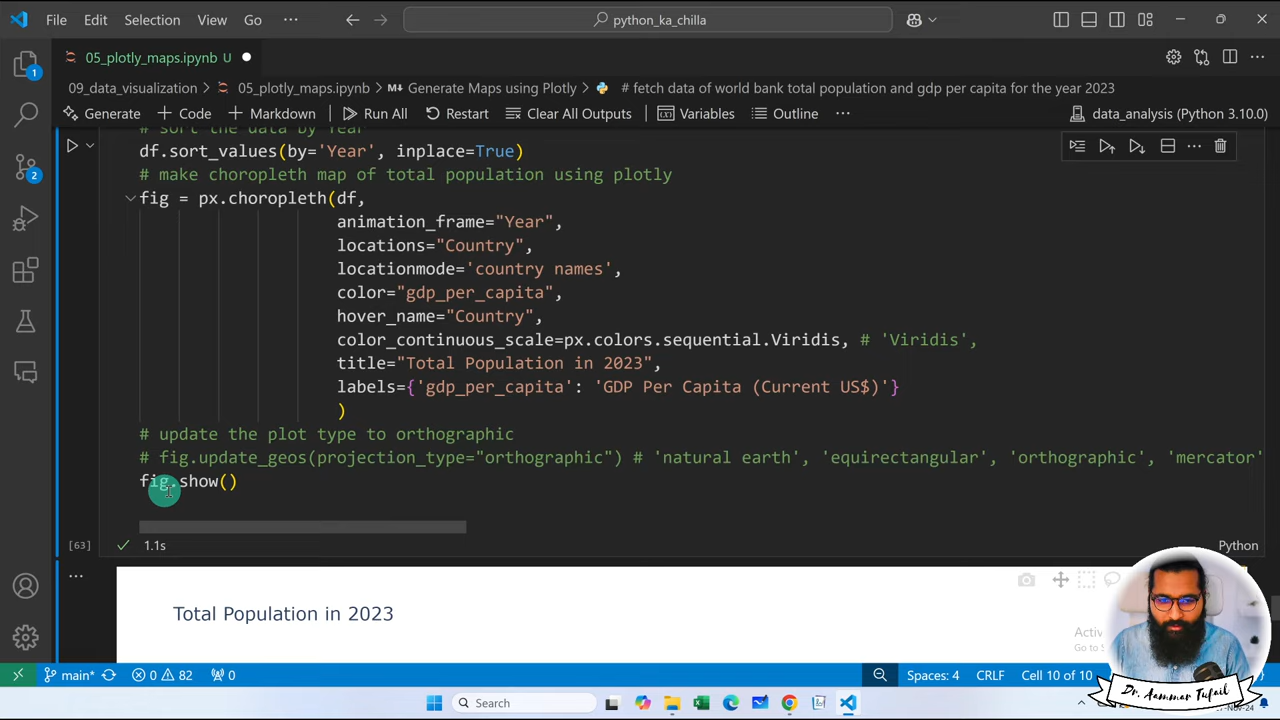 File Edit Selection View Go ··· python_ka_chilla
05_plotly_maps.ipynb U
09_data_visualization > 05_plotly_maps.ipynb > Generate Maps using Plotly > # fetch data of world bank total population and gdp per capita for the year 2023
Generate + Code + Markdown Run All Restart Clear All Outputs Variables Outline ··· data_analysis (Python 3.10.0)
# sort the data by Year
df.sort_values(by='Year', inplace=True)
# make choropleth map of total population using plotly
fig = px.choropleth(df,
animation_frame="Year",
locations="Country",
locationmode='country names',
color="gdp_per_capita",
hover_name="Country",
color_continuous_scale=px.colors.sequential.Viridis, # 'Viridis',
title="Total Population in 2023",
labels={'gdp_per_capita': 'GDP Per Capita (Current US$)'}
)
# update the plot type to orthographic
# fig.update_geos(projection_type="orthographic") # 'natural earth', 'equirectangular', 'orthographic', 'mercator'
fig.show()
[63] 1.1s Python
Total Population in 2023
main* 0 82 0 Spaces: 4 CRLF Cell 10 of 10
Search
Dr. Aammar Tufail